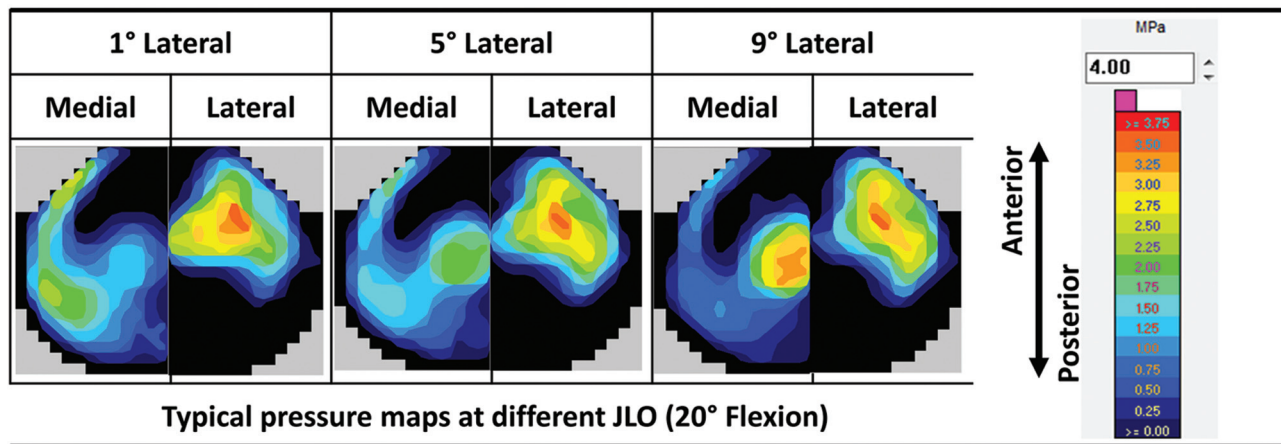 1° Lateral 5° Lateral 9° Lateral
Medial Lateral Medial Lateral Medial Lateral
Typical pressure maps at different JLO (20° Flexion)
Anterior
Posterior
MPa
4.00
>= 3.75
3.50
3.25
3.00
2.75
2.50
2.25
2.00
1.75
1.50
1.25
1.00
0.75
0.50
0.25
>= 0.00